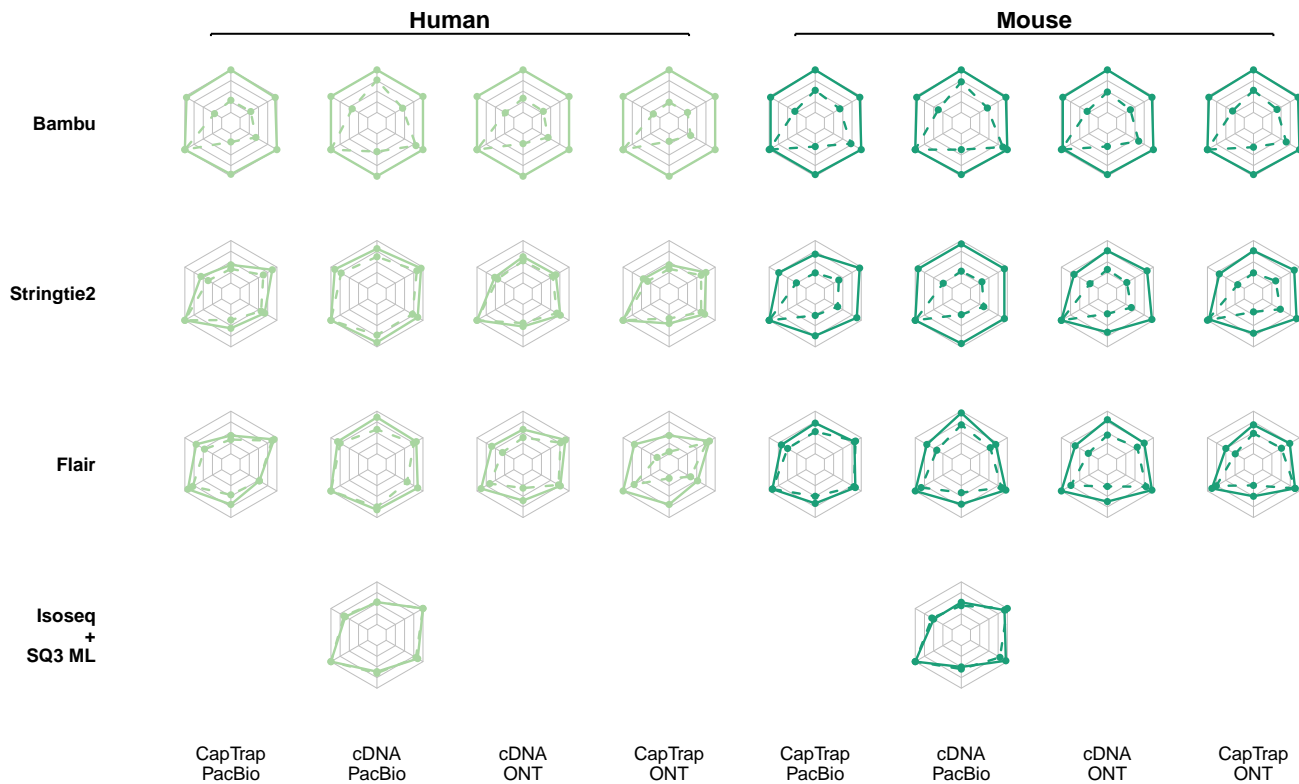 Human
Mouse
Bambu
Stringtie2
Flair
Isoseq
+
SQ3 ML
CapTrap
PacBio
cDNA
PacBio
cDNA
ONT
CapTrap
ONT
CapTrap
PacBio
cDNA
PacBio
cDNA
ONT
CapTrap
ONT